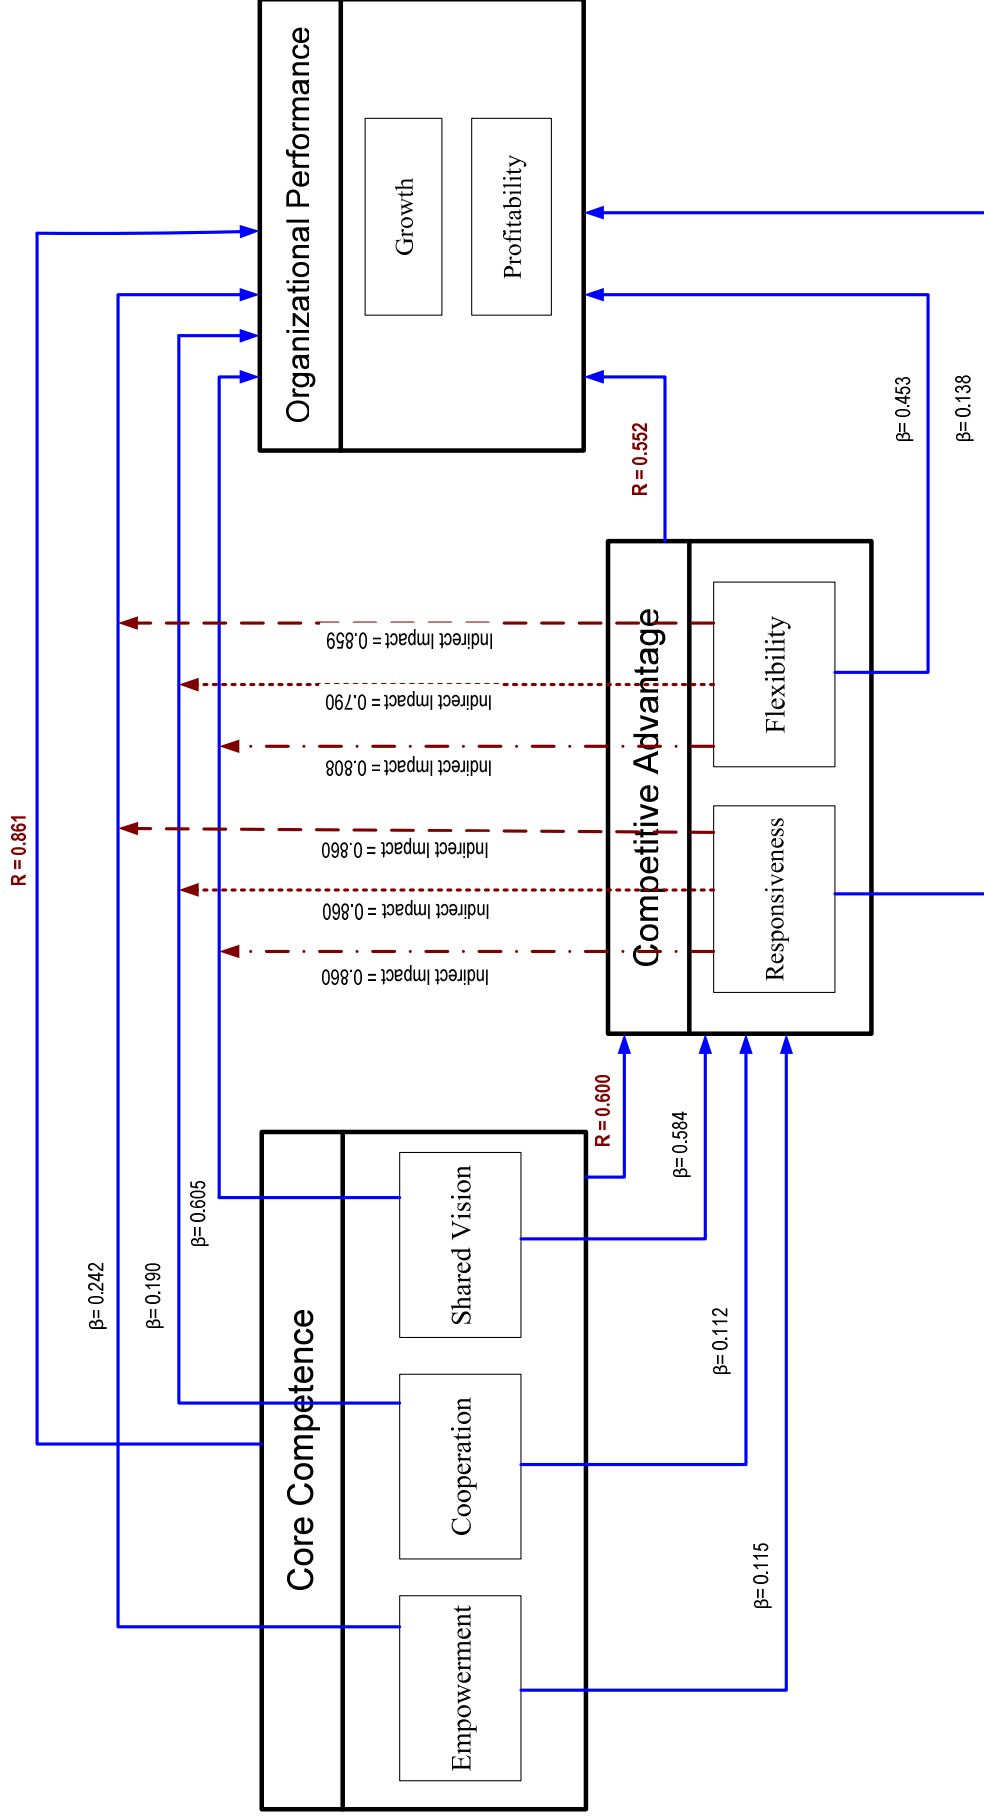 R = 0.861
β= 0.242
β= 0.190
β= 0.605
Core Competence
Empowerment
Cooperation
Shared Vision
R = 0.600
β= 0.584
β= 0.112
β= 0.115
Indirect Impact = 0.860
Indirect Impact = 0.860
Indirect Impact = 0.860
Indirect Impact = 0.808
Indirect Impact = 0.790
Indirect Impact = 0.859
Competitive Advantage
Responsiveness
Flexibility
R = 0.552
β= 0.453
β= 0.138
Organizational Performance
Growth
Profitability